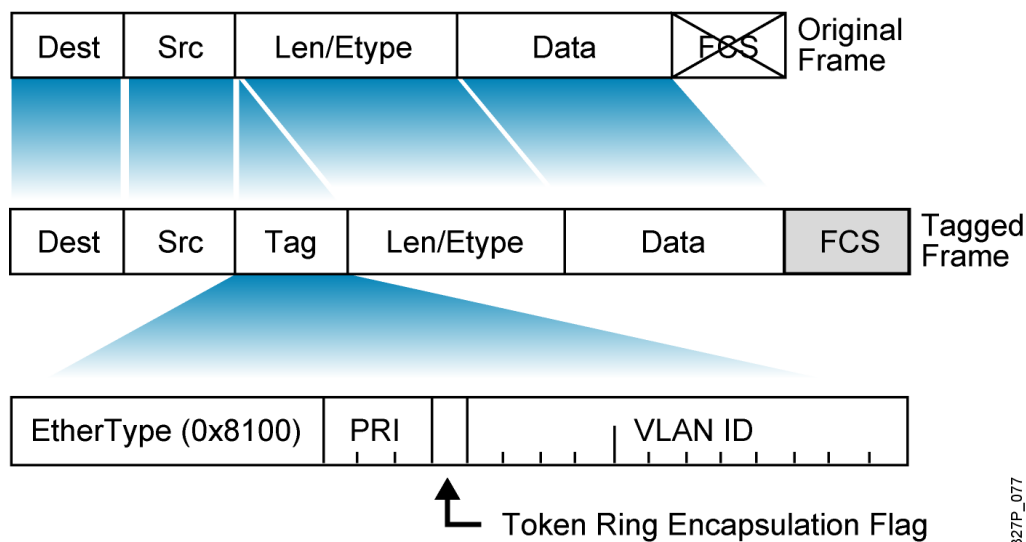 Dest Src Len/Etype Data FCS Original
Frame
Dest Src Tag Len/Etype Data FCS Tagged
Frame
EtherType (0x8100) PRI VLAN ID
Token Ring Encapsulation Flag
827P_077